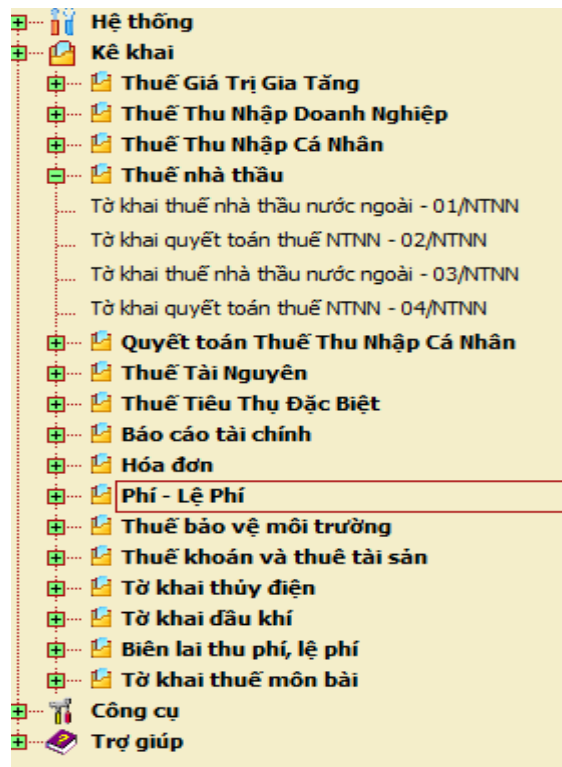 Hệ thống
Kê khai
Thuế Giá Trị Gia Tăng
Thuế Thu Nhập Doanh Nghiệp
Thuế Thu Nhập Cá Nhân
Thuế nhà thầu
Tờ khai thuế nhà thầu nước ngoài - 01/NTNN
Tờ khai quyết toán thuế NTNN - 02/NTNN
Tờ khai thuế nhà thầu nước ngoài - 03/NTNN
Tờ khai quyết toán thuế NTNN - 04/NTNN
Quyết toán Thuế Thu Nhập Cá Nhân
Thuế Tài Nguyên
Thuế Tiêu Thụ Đặc Biệt
Báo cáo tài chính
Hóa đơn
Phí - Lệ Phí
Thuế bảo vệ môi trường
Thuế khoán và thuê tài sản
Tờ khai thủy điện
Tờ khai dầu khí
Biên lai thu phí, lệ phí
Tờ khai thuế môn bài
Công cụ
Trợ giúp